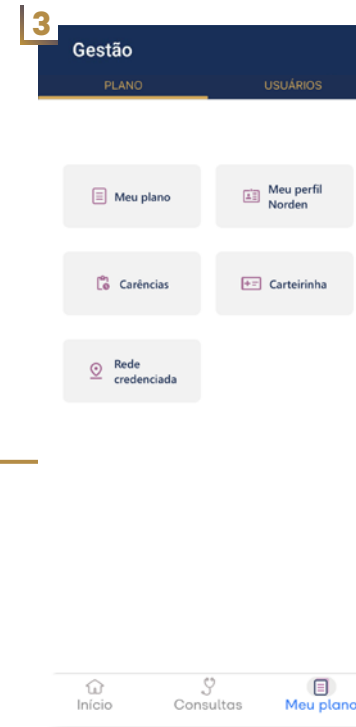 3
Gestão
PLANO USUÁRIOS
Meu plano
Meu perfil
Norden
Carências
Carteirinha
Rede
credenciada
Início Consultas Meu plano